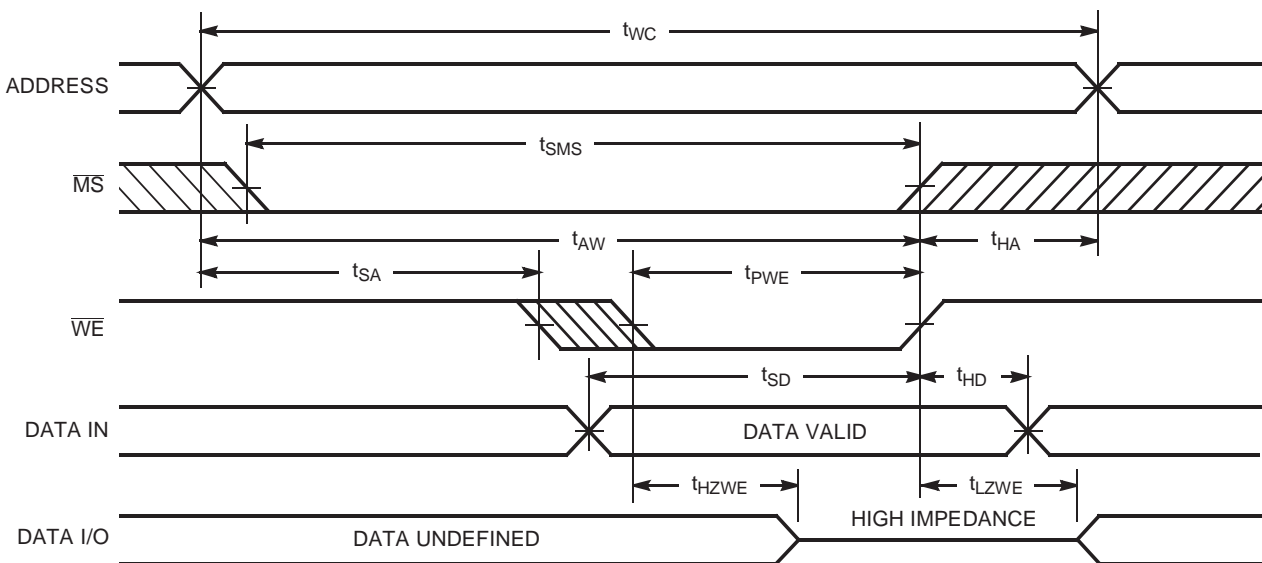 tWC
ADDRESS
tSMS
MS
tAW
tHA
tSA
tPWE
WE
tSD
tHD
DATA IN
DATA VALID
tHZWE
tLZWE
HIGH IMPEDANCE
DATA I/O
DATA UNDEFINED